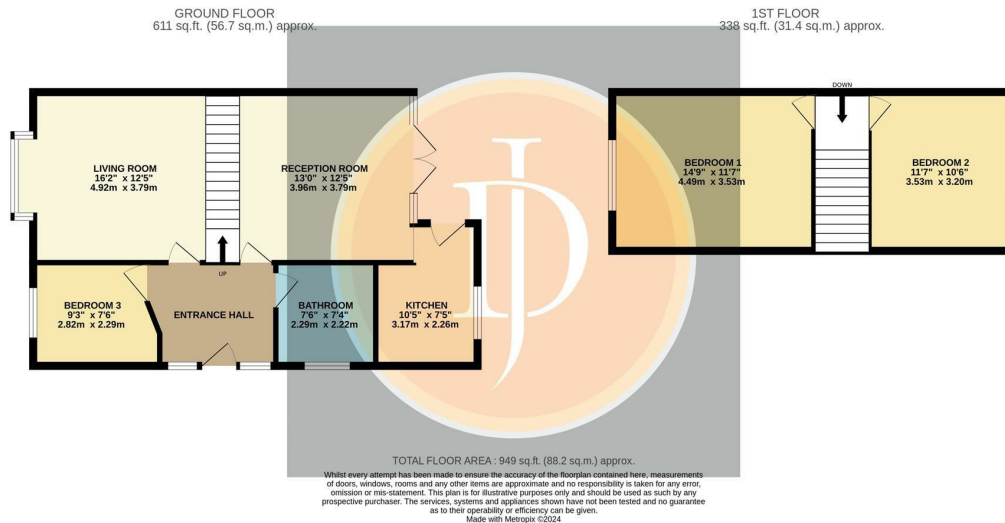 GROUND FLOOR
611 sq.ft. (56.7 sq.m.) approx.
1ST FLOOR
338 sq.ft. (31.4 sq.m.) approx.
DOWN
LIVING ROOM
16'2" x 12'5"
4.92m x 3.79m
RECEPTION ROOM
13'0" x 12'5"
3.96m x 3.79m
BEDROOM 1
14'9" x 11'7"
4.49m x 3.53m
BEDROOM 2
11'7" x 10'6"
3.53m x 3.20m
UP
BEDROOM 3
9'3" x 7'6"
2.82m x 2.29m
ENTRANCE HALL
BATHROOM
7'6" x 7'4"
2.29m x 2.22m
KITCHEN
10'5" x 7'5"
3.17m x 2.26m
TOTAL FLOOR AREA : 949 sq.ft. (88.2 sq.m.) approx.
Whilst every attempt has been made to ensure the accuracy of the floorplan contained here, measurements
of doors, windows, rooms and any other items are approximate and no responsibility is taken for any error,
omission or mis-statement. This plan is for illustrative purposes only and should be used as such by any
prospective purchaser. The services, systems and appliances shown have not been tested and no guarantee
as to their operability or efficiency can be given.
Made with Metropix ©2024